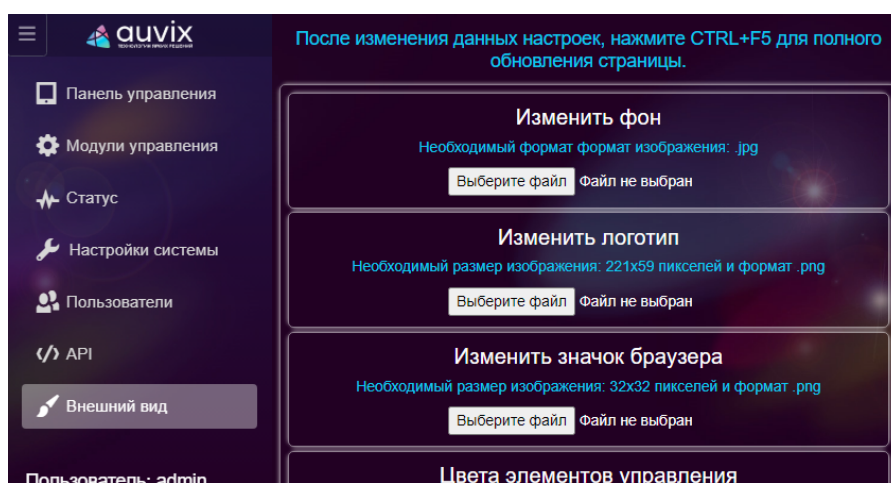 auvix
ТЕХНОЛОГИИ ЯРКИХ РЕШЕНИЙ
Панель управления
Модули управления
Статус
Настройки системы
Пользователи
API
Внешний вид
Пользователь: admin
После изменения данных настроек, нажмите CTRL+F5 для полного
обновления страницы.
Изменить фон
Необходимый формат формат изображения: .jpg
Выберите файл Файл не выбран
Изменить логотип
Необходимый размер изображения: 221x59 пикселей и формат .png
Выберите файл Файл не выбран
Изменить значок браузера
Необходимый размер изображения: 32x32 пикселей и формат .png
Выберите файл Файл не выбран
Цвета элементов управления